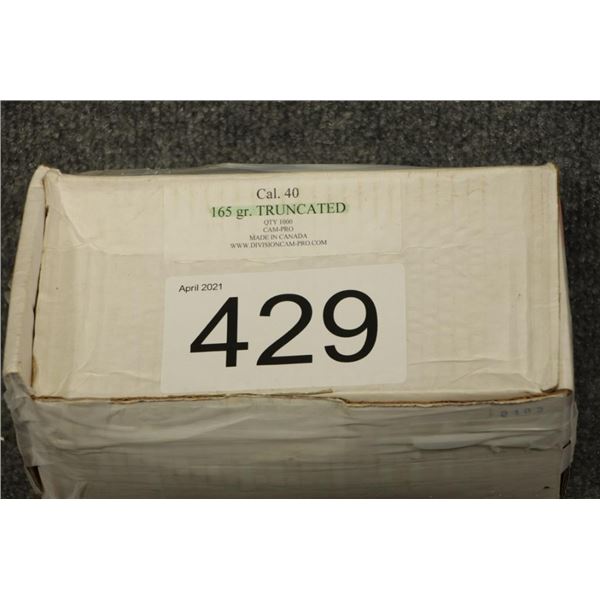 Cal. 40
165 gr. TRUNCATED
QTY 1000
CAM-PRO
MADE IN CANADA
WWW.DIVISIONCAM-PRO.COM
April 2021
429